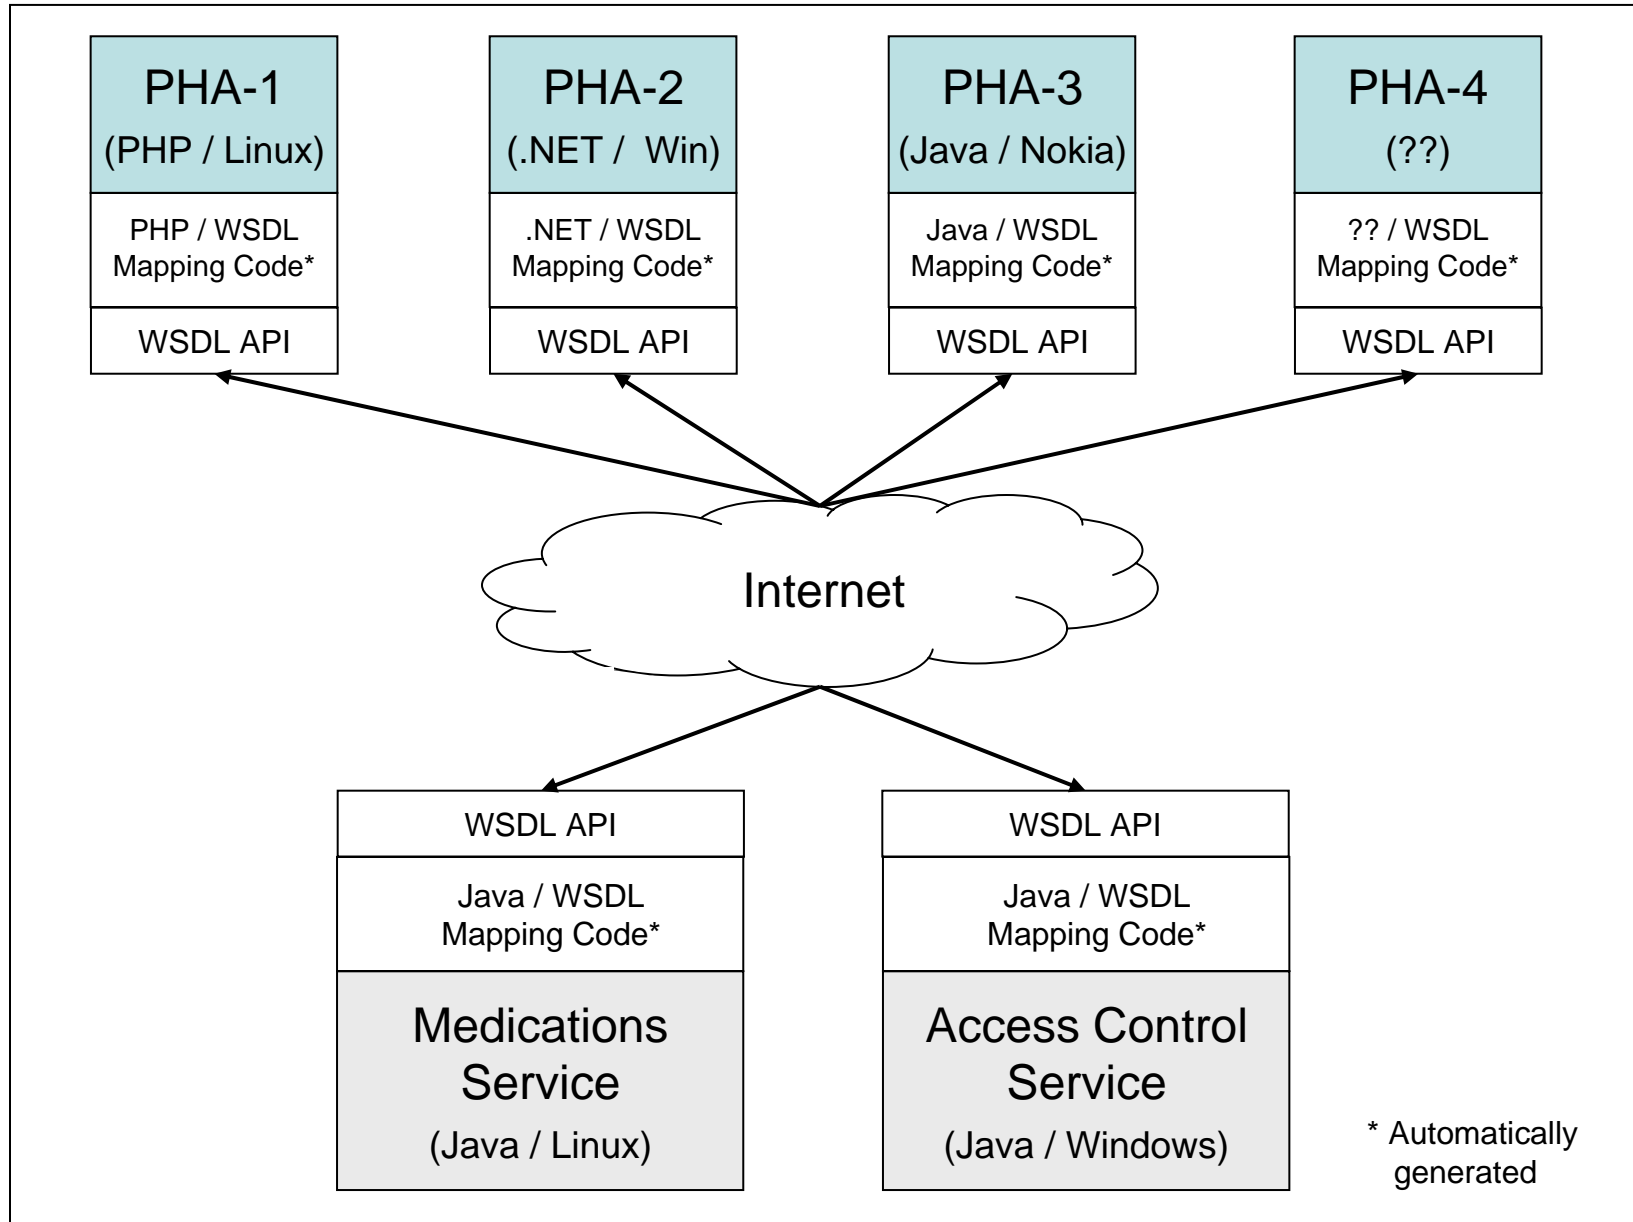 PHA-1
(PHP / Linux)
PHP / WSDL
Mapping Code*
WSDL API
PHA-2
(.NET / Win)
.NET / WSDL
Mapping Code*
WSDL API
PHA-3
(Java / Nokia)
Java / WSDL
Mapping Code*
WSDL API
PHA-4
(??)
?? / WSDL
Mapping Code*
WSDL API
Internet
WSDL API
Java / WSDL
Mapping Code*
Medications
Service
(Java / Linux)
WSDL API
Java / WSDL
Mapping Code*
Access Control
Service
(Java / Windows)
* Automatically
generated